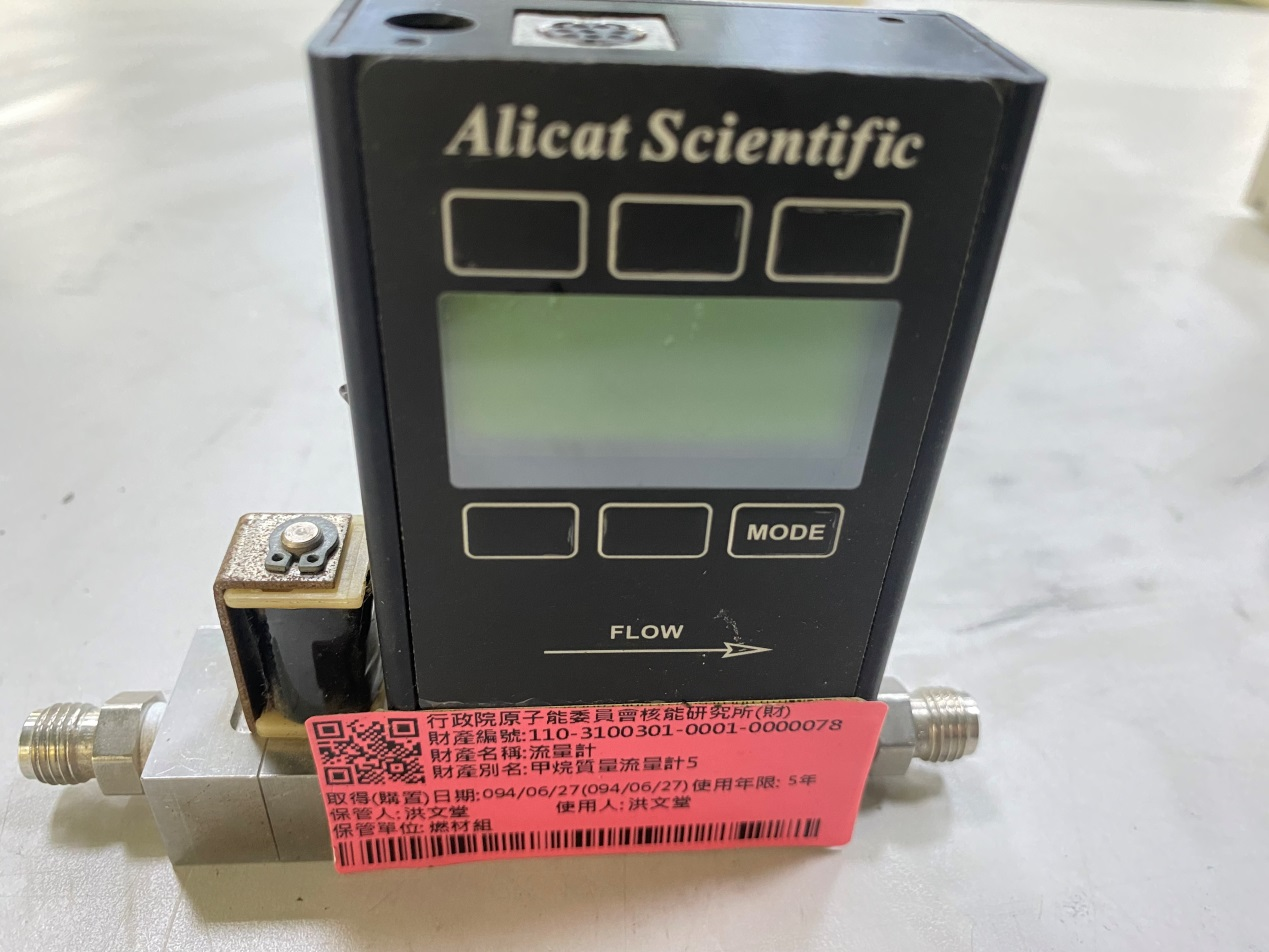 Alicat Scientific
MODE
FLOW
行政院原子能委員會核能研究所(財)
財產編號:110-3100301-0001-0000078
財產名稱:流量計
財產別名:甲烷質量流量計5
取得(購置)日期:094/06/27(094/06/27)使用年限: 5年
保管人:洪文堂 使用人:洪文堂
保管單位:燃材組